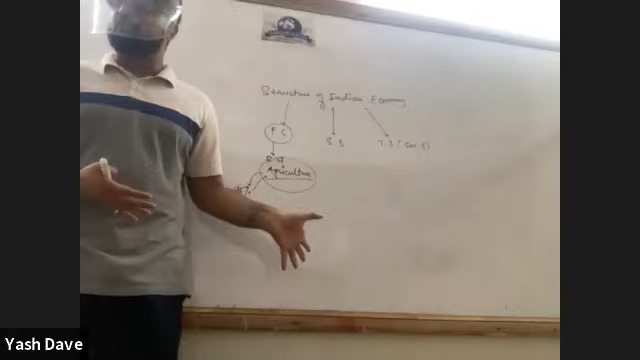 Structure of Indian Economy
P.S
S.S
T.S (Ser.S)
Agriculture
Yash Dave